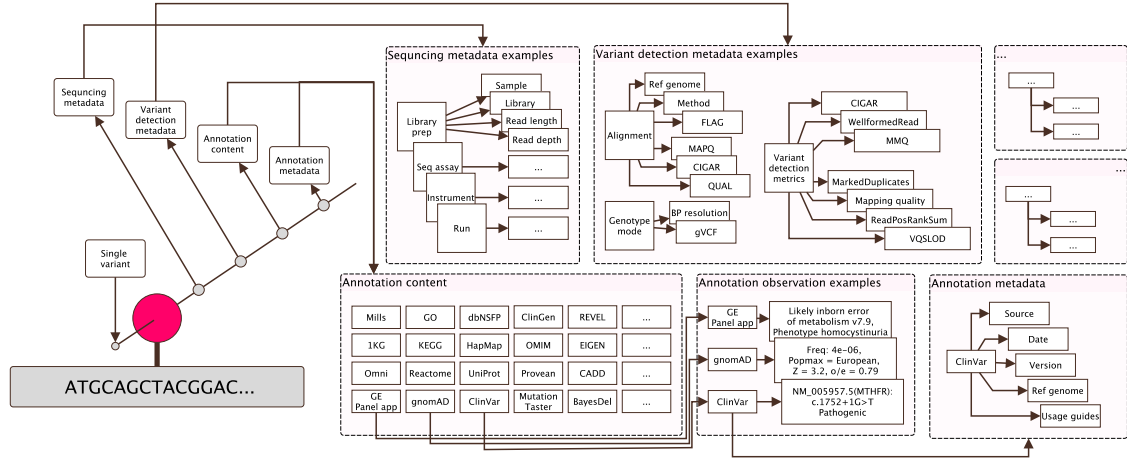 Sequncing
metadata
Variant
detection
metadata
Annotation
content
Annotation
metadata
Single
variant
ATGCAGCTACGGAC...
Sequncing metadata examples
Library
prep
Sample
Library
Read length
Read depth
Seq assay
...
Instrument
...
Run
...
Variant detection metadata examples
Alignment
Ref genome
Method
FLAG
MAPQ
CIGAR
QUAL
Genotype
mode
BP resolution
gVCF
Variant
detection
metrics
CIGAR
WellformedRead
MMQ
MarkedDuplicates
Mapping quality
ReadPosRankSum
VQSLOD
...
...
...
...
...
...
...
...
Annotation content
Mills
GO
dbNSFP
ClinGen
REVEL
...
1KG
KEGG
HapMap
OMIM
EIGEN
...
Omni
Reactome
UniProt
Provean
CADD
...
GE
Panel app
gnomAD
ClinVar
Mutation
Taster
BayesDel
...
Annotation observation examples
GE
Panel app
Likely inborn error
of metabolism v7.9,
Phenotype homocystinuria
gnomAD
Freq: 4e-06,
Popmax = European,
Z = 3.2, o/e = 0.79
ClinVar
NM_005957.5(MTHFR):
c.1752+1G>T
Pathogenic
Annotation metadata
ClinVar
Source
Date
Version
Ref genome
Usage guides